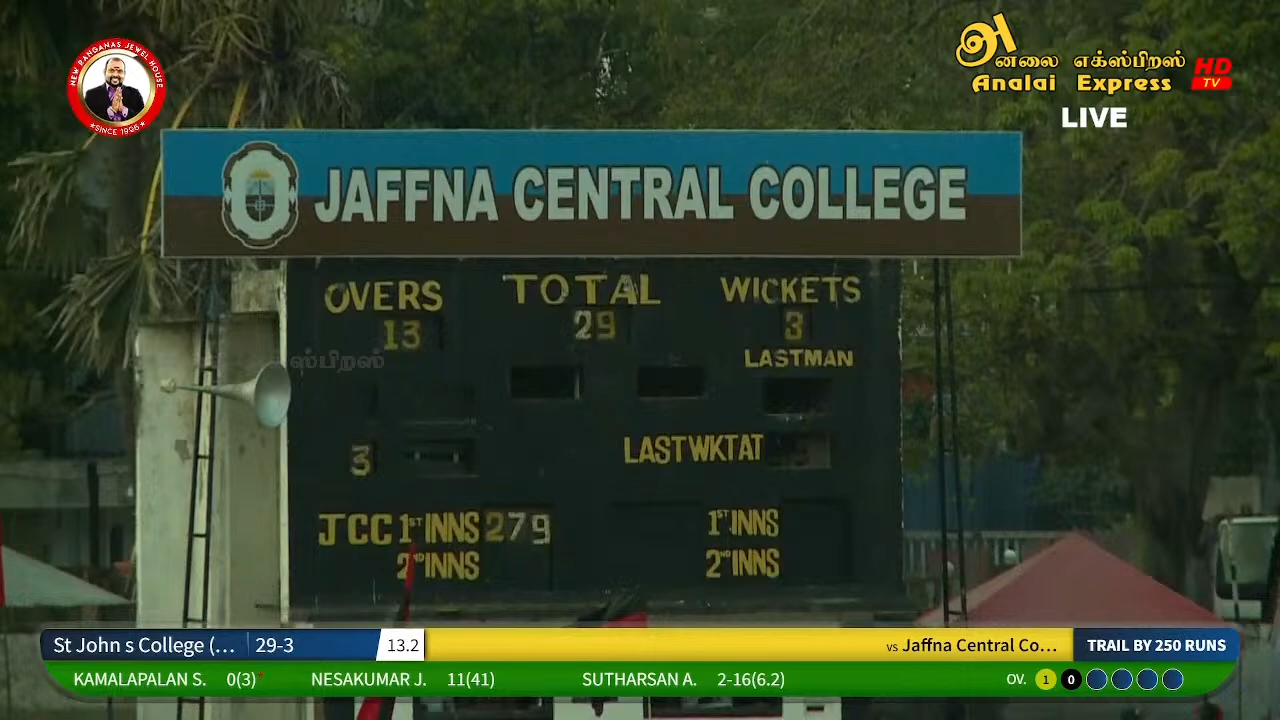 NEW RANGANAS JEWEL HOUSE
★SINCE 1996★
அனலை எக்ஸ்பிறஸ்
Analai Express
HD
TV
LIVE
JAFFNA CENTRAL COLLEGE
OVERS TOTAL WICKETS
13 29 3
LASTMAN
ஸ்பிறஸ்
3 LASTWKTAT
JCC 1ST INNS 279 1ST INNS
2ND INNS 2ND INNS
St John s College (... 29-3 13.2 vs Jaffna Central Co... TRAIL BY 250 RUNS
KAMALAPALAN S. 0(3)* NESAKUMAR J. 11(41) SUTHARSAN A. 2-16(6.2) OV. 1 0